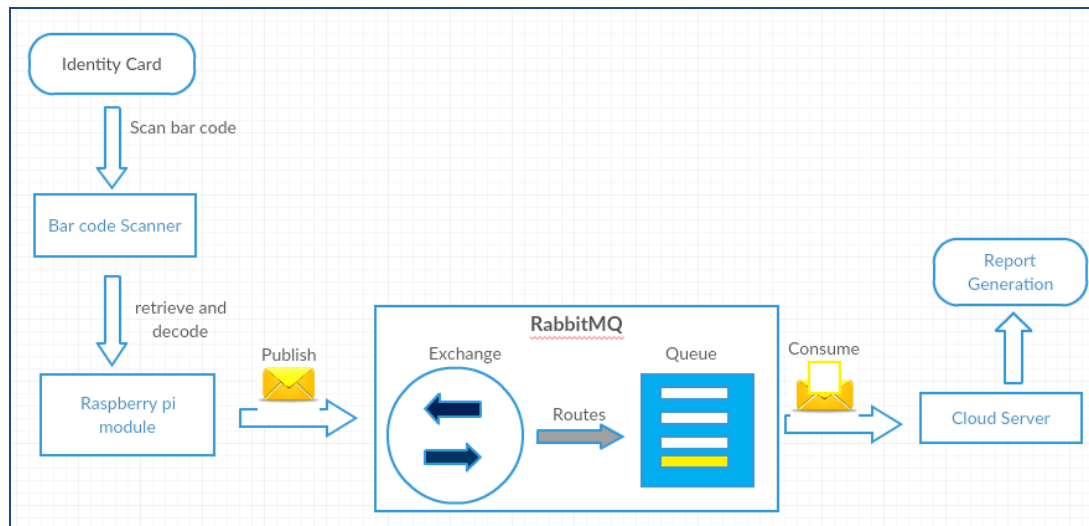 Identity Card
Scan bar code
Bar code Scanner
retrieve and
decode
Raspberry pi
module
Publish
RabbitMQ
Exchange
Routes
Queue
Consume
Cloud Server
Report
Generation